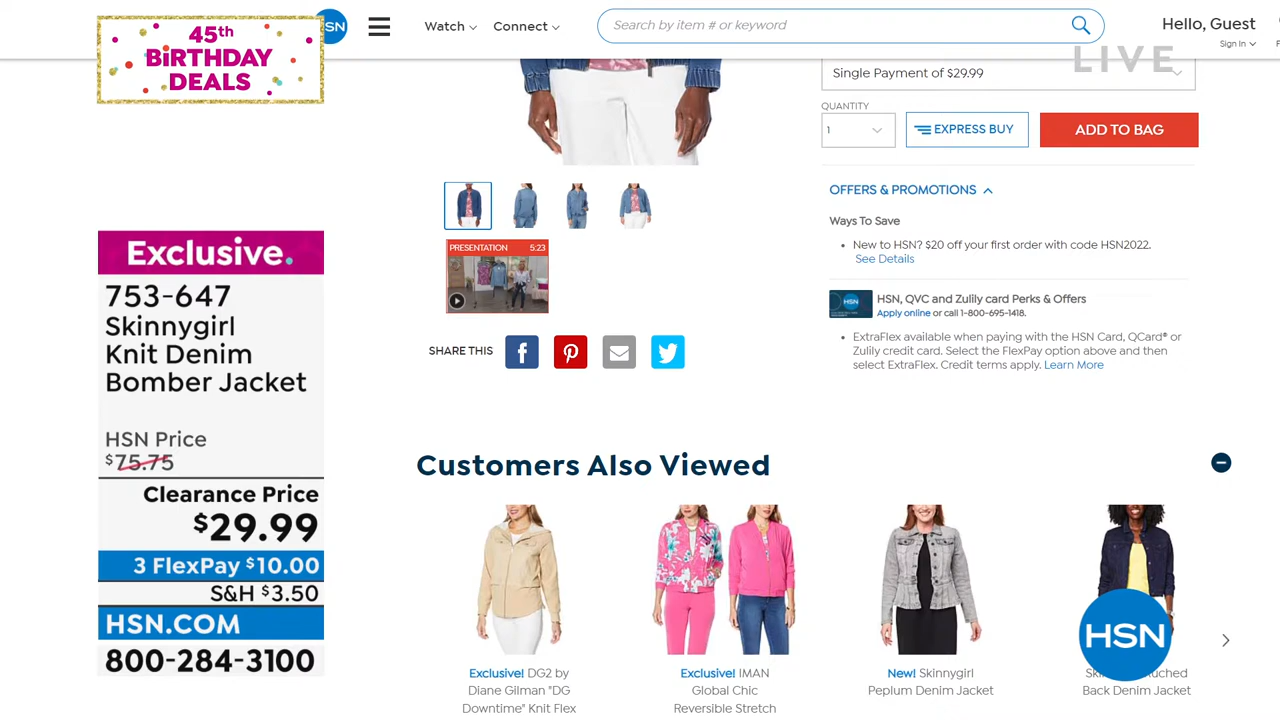 45th
BiRTHDAY
DEALS
SN
Watch
Connect
Search by item # or keyword
Hello, Guest
Sign In
LIVE
Single Payment of $29.99
QUANTITY
1
EXPRESS BUY
ADD TO BAG
OFFERS & PROMOTIONS
Ways To Save
• New to HSN? $20 off your first order with code HSN2022.
See Details
HSN
HSN, QVC and Zulily card Perks & Offers
Apply online or call 1-800-695-1418.
• ExtraFlex available when paying with the HSN Card, QCard® or
Zulily credit card. Select the FlexPay option above and then
select ExtraFlex. Credit terms apply. Learn More
PRESENTATION 5:23
SHARE THIS
Exclusive.
753-647
Skinnygirl
Knit Denim
Bomber Jacket
HSN Price
$75.75
Clearance Price
$29.99
3 FlexPay $10.00
S&H $3.50
HSN.COM
800-284-3100
Customers Also Viewed
Exclusive! DG2 by
Diane Gilman "DG
Downtime" Knit Flex
Exclusive! IMAN
Global Chic
Reversible Stretch
New! Skinnygirl
Peplum Denim Jacket
HSN
Back Denim Jacket